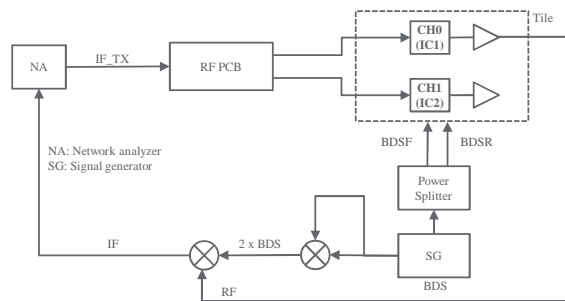 Tile
CH0
(IC1)
NA
IF_TX
RF PCB
CH1
(IC2)
BDSF
BDSR
NA: Network analyzer
SG: Signal generator
Power
Splitter
IF
2 x BDS
SG
BDS
RF